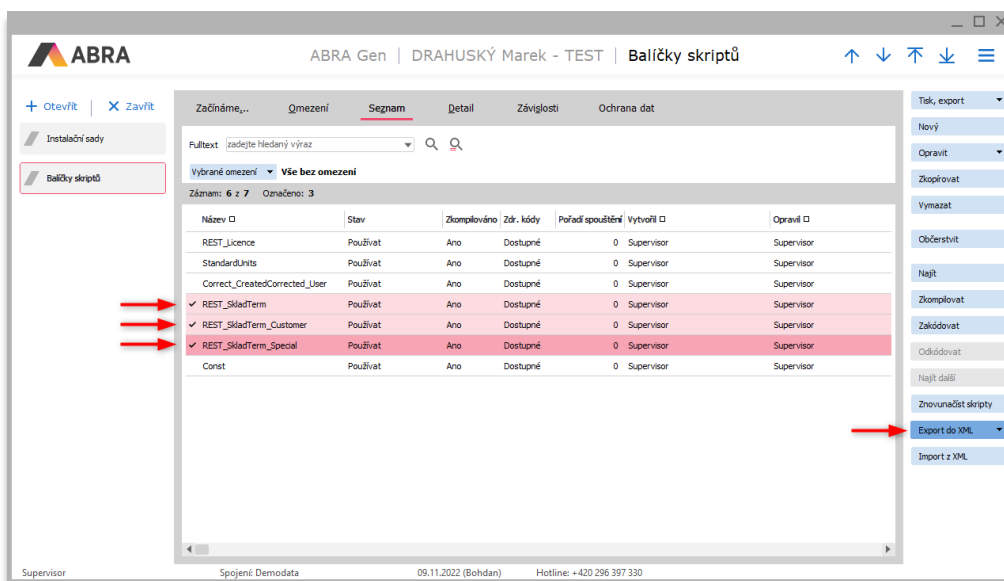 ABRA
ABRA Gen | DRAHUSKÝ Marek - TEST | Balíčky skriptů
+ Otevřít | X Zavřít
Instalační sady
Balíčky skriptů
Začínáme,.. Omezení Seznam Detail Závislosti Ochrana dat
Fulltext zadejte hledaný výraz
Vybrané omezení Vše bez omezení
Záznam: 6 z 7 Označeno: 3
Název Stav Zkompilováno Zdr. kódy Pořadí spouštění Vytvořil Opravil
REST_Licence Používat Ano Dostupné 0 Supervisor Supervisor
StandardUnits Používat Ano Dostupné 0 Supervisor Supervisor
Correct_CreatedCorrected_User Používat Ano Dostupné 0 Supervisor Supervisor
REST_SkladTerm Používat Ano Dostupné 0 Supervisor Supervisor
REST_SkladTerm_Customer Používat Ano Dostupné 0 Supervisor Supervisor
REST_SkladTerm_Special Používat Ano Dostupné 0 Supervisor Supervisor
Const Používat Ano Dostupné 0 Supervisor Supervisor
Tisk, export
Nový
Opravit
Zkopírovat
Vymazat
Občerstvit
Najít
Zkompilovat
Zakódovat
Odkódovat
Najít další
Znovunačíst skripty
Export do XML
Import z XML
Supervisor Spojení: Demodata 09.11.2022 (Bohdan) Hotline: +420 296 397 330